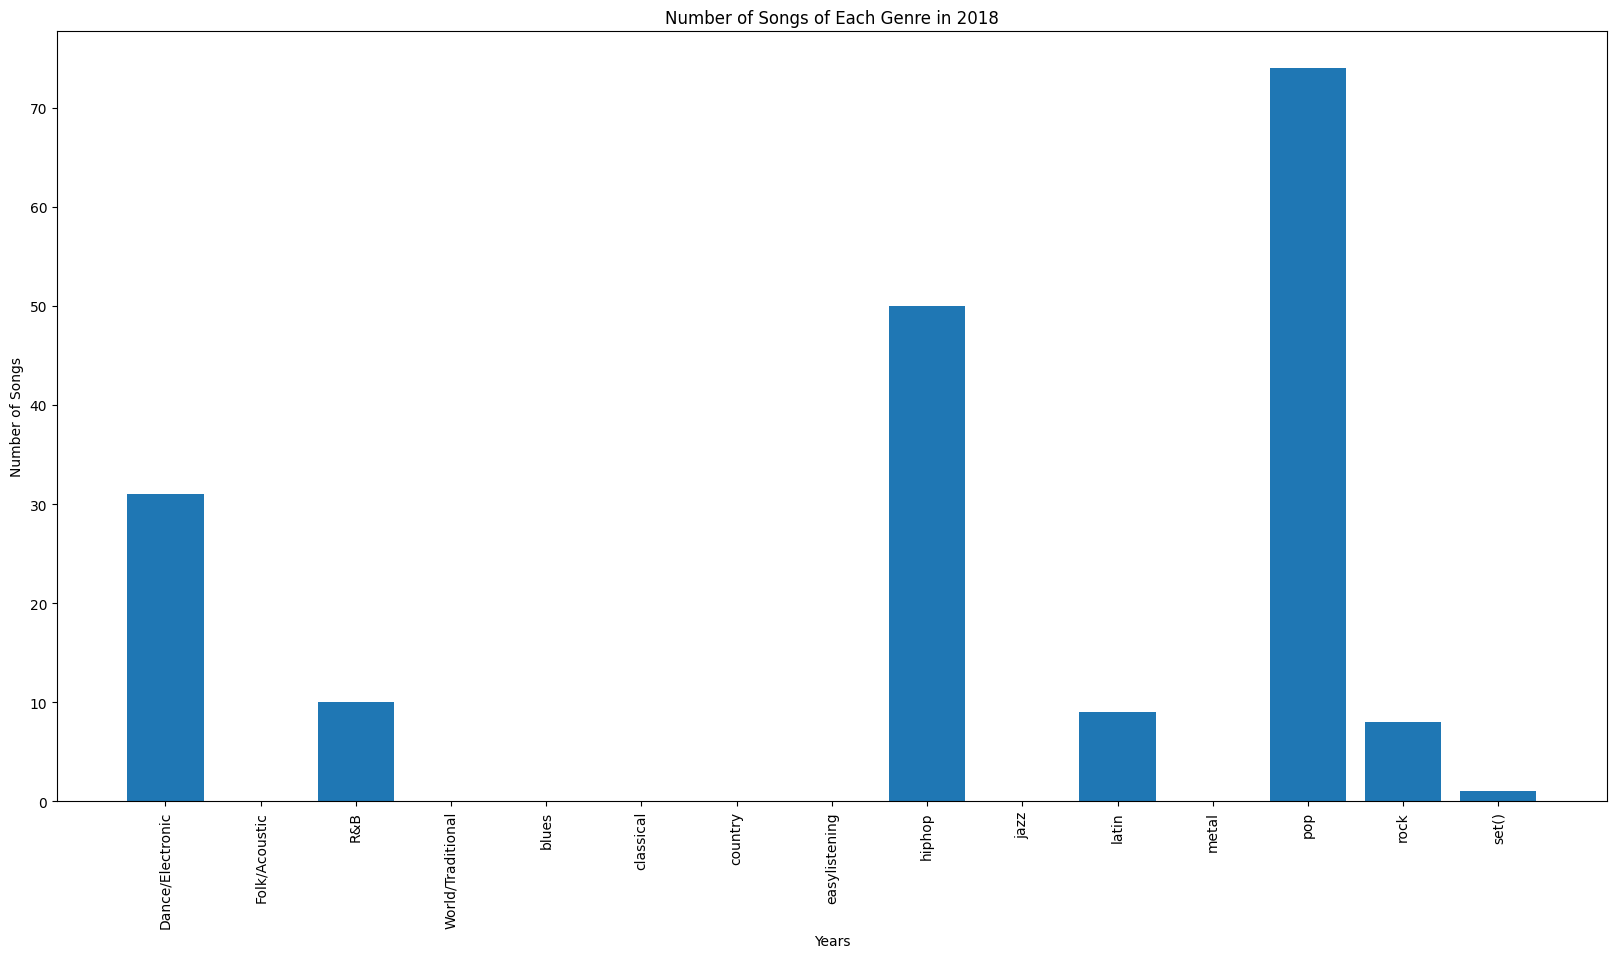 Number of Songs of Each Genre in 2018
Number of Songs
70
60
50
40
30
20
10
0
Dance/Electronic
Folk/Acoustic
R&B
World/Traditional
blues
classical
country
easylistening
hiphop
jazz
latin
metal
pop
rock
set()
Years